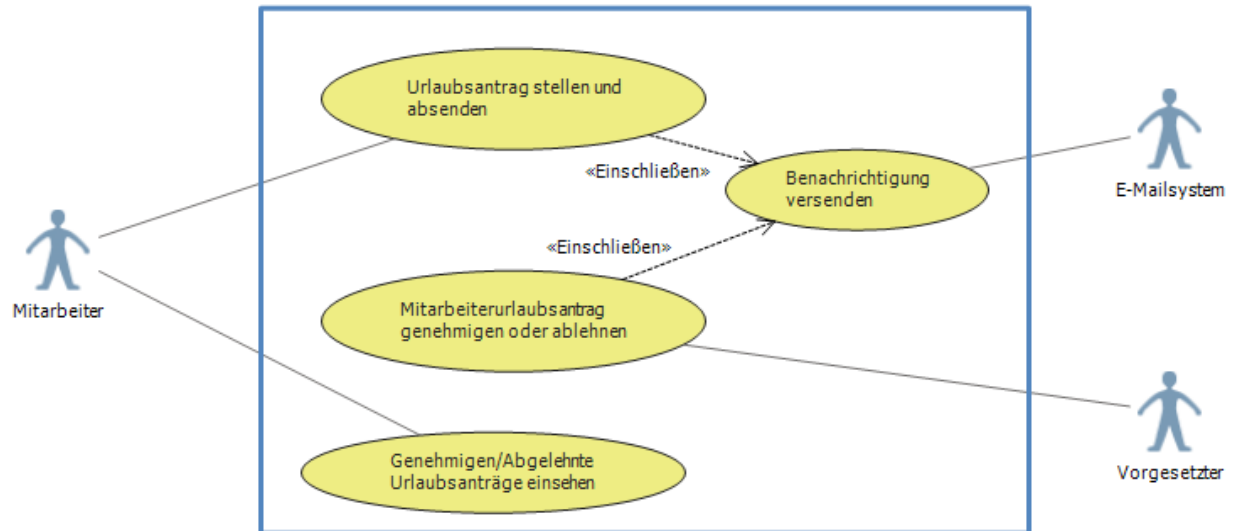 Urlaubsantrag stellen und
absenden
«Einschließen»
Benachrichtigung
versenden
E-Mailsystem
«Einschließen»
Mitarbeiter
Mitarbeiterurlaubsantrag
genehmigen oder ablehnen
Genehmigen/Abgelehnte
Urlaubsanträge einsehen
Vorgesetzter